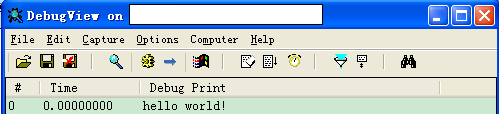 DebugView on
File Edit Capture Options Computer Help
# Time Debug Print
0 0.00000000 hello world!